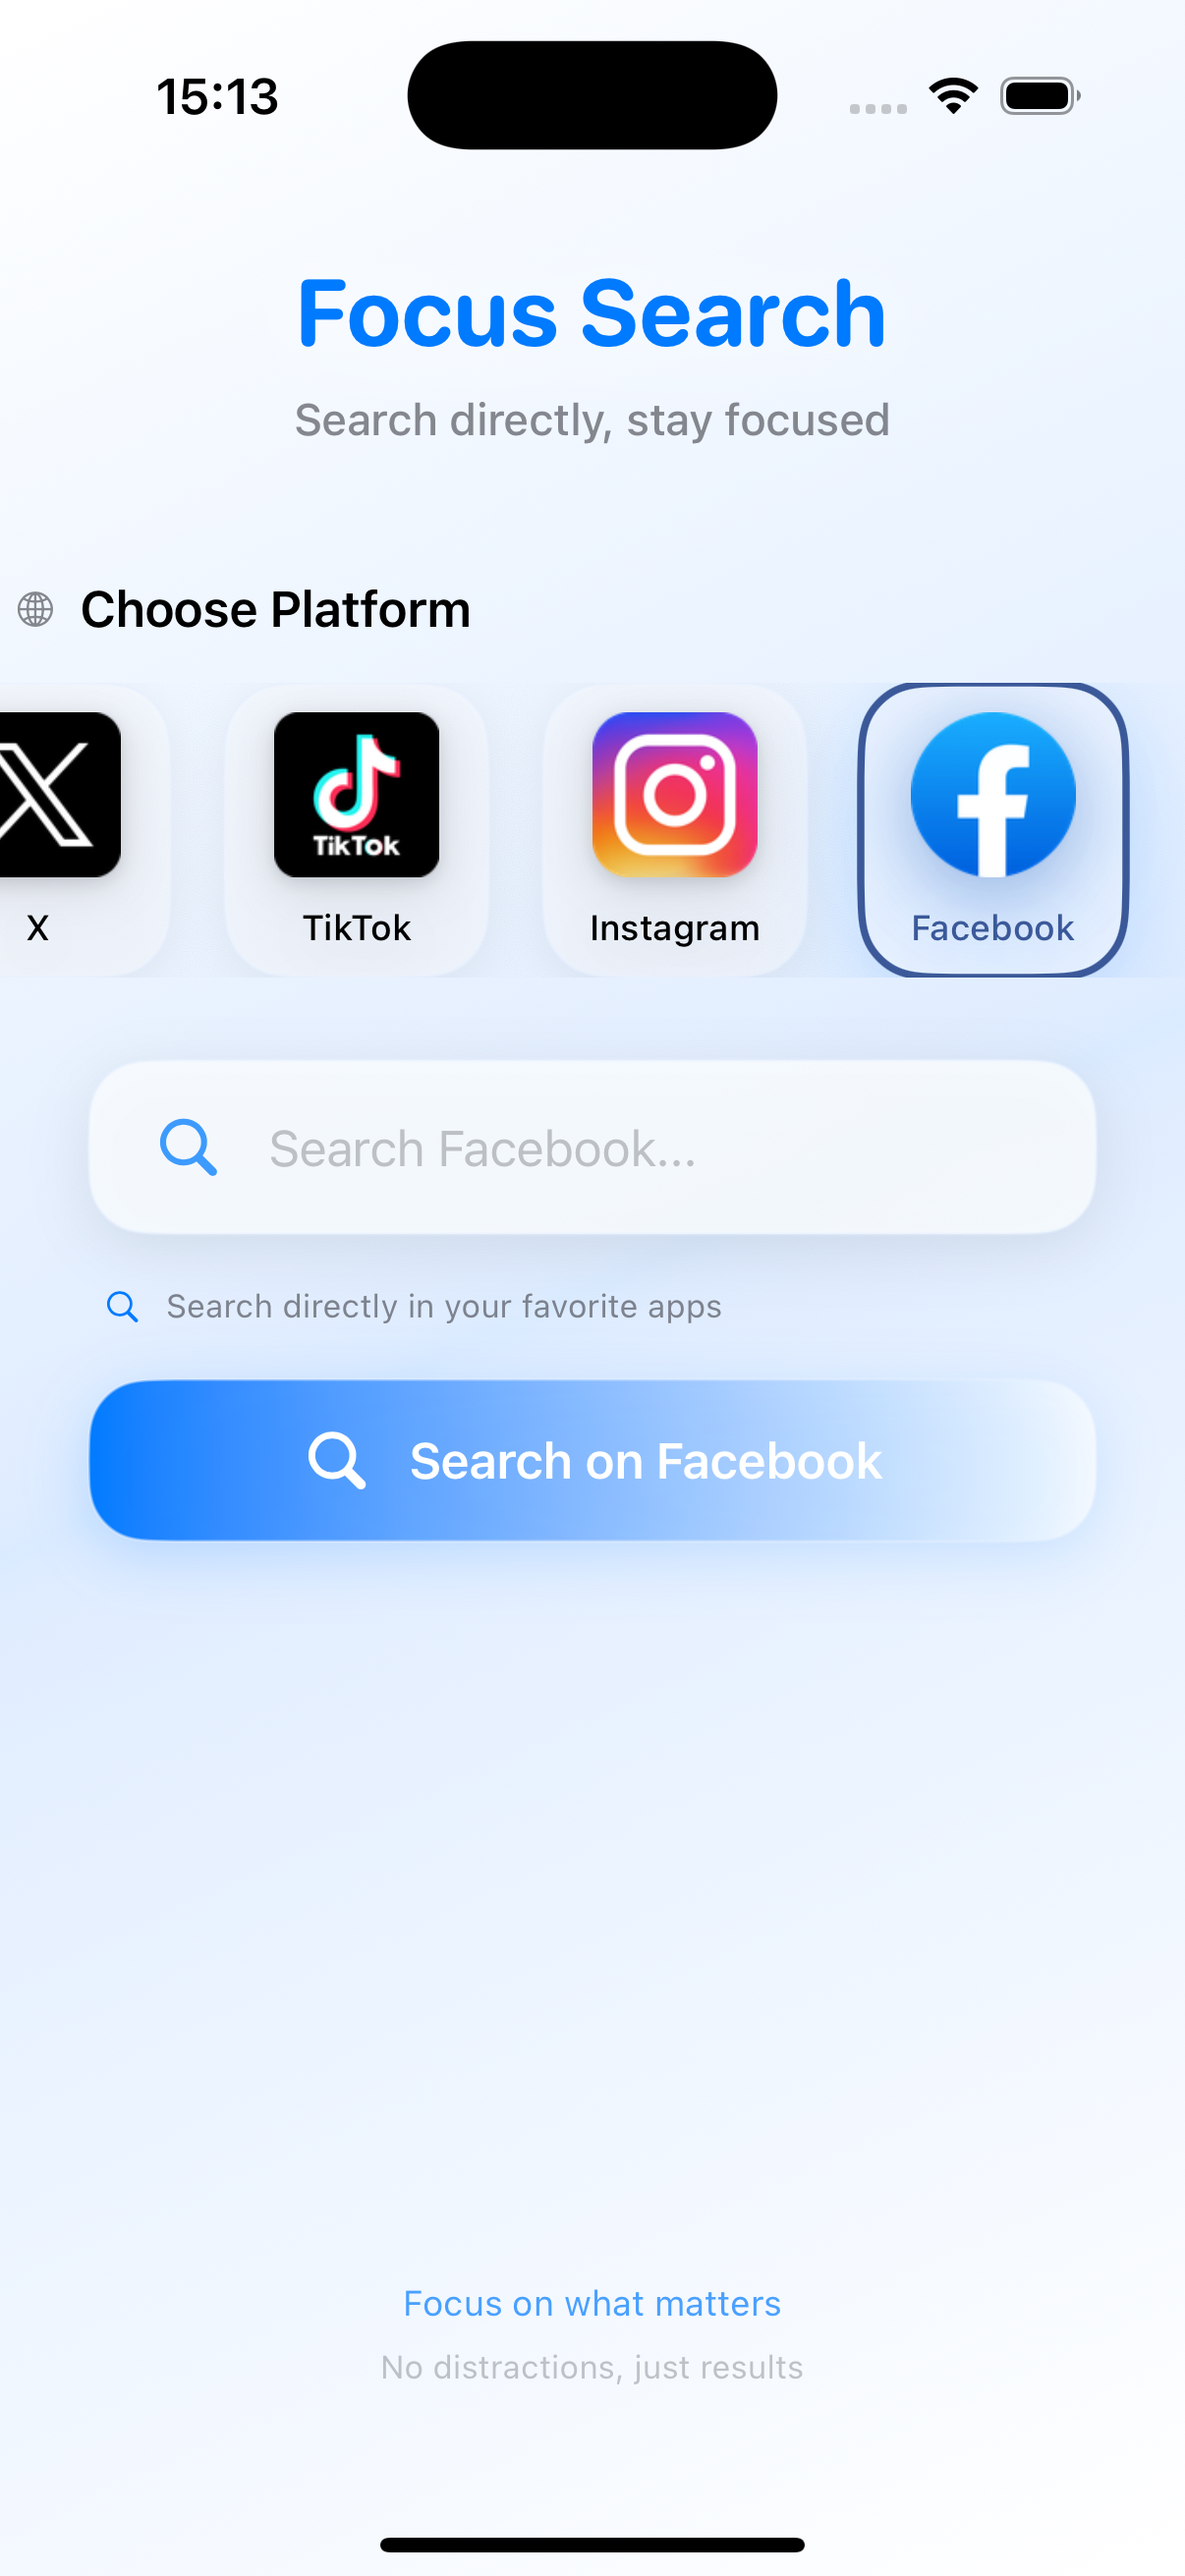 15:13
Focus Search
Search directly, stay focused
Choose Platform
TikTok
X
TikTok
Instagram
Facebook
Search Facebook...
Search directly in your favorite apps
Search on Facebook
Focus on what matters
No distractions, just results